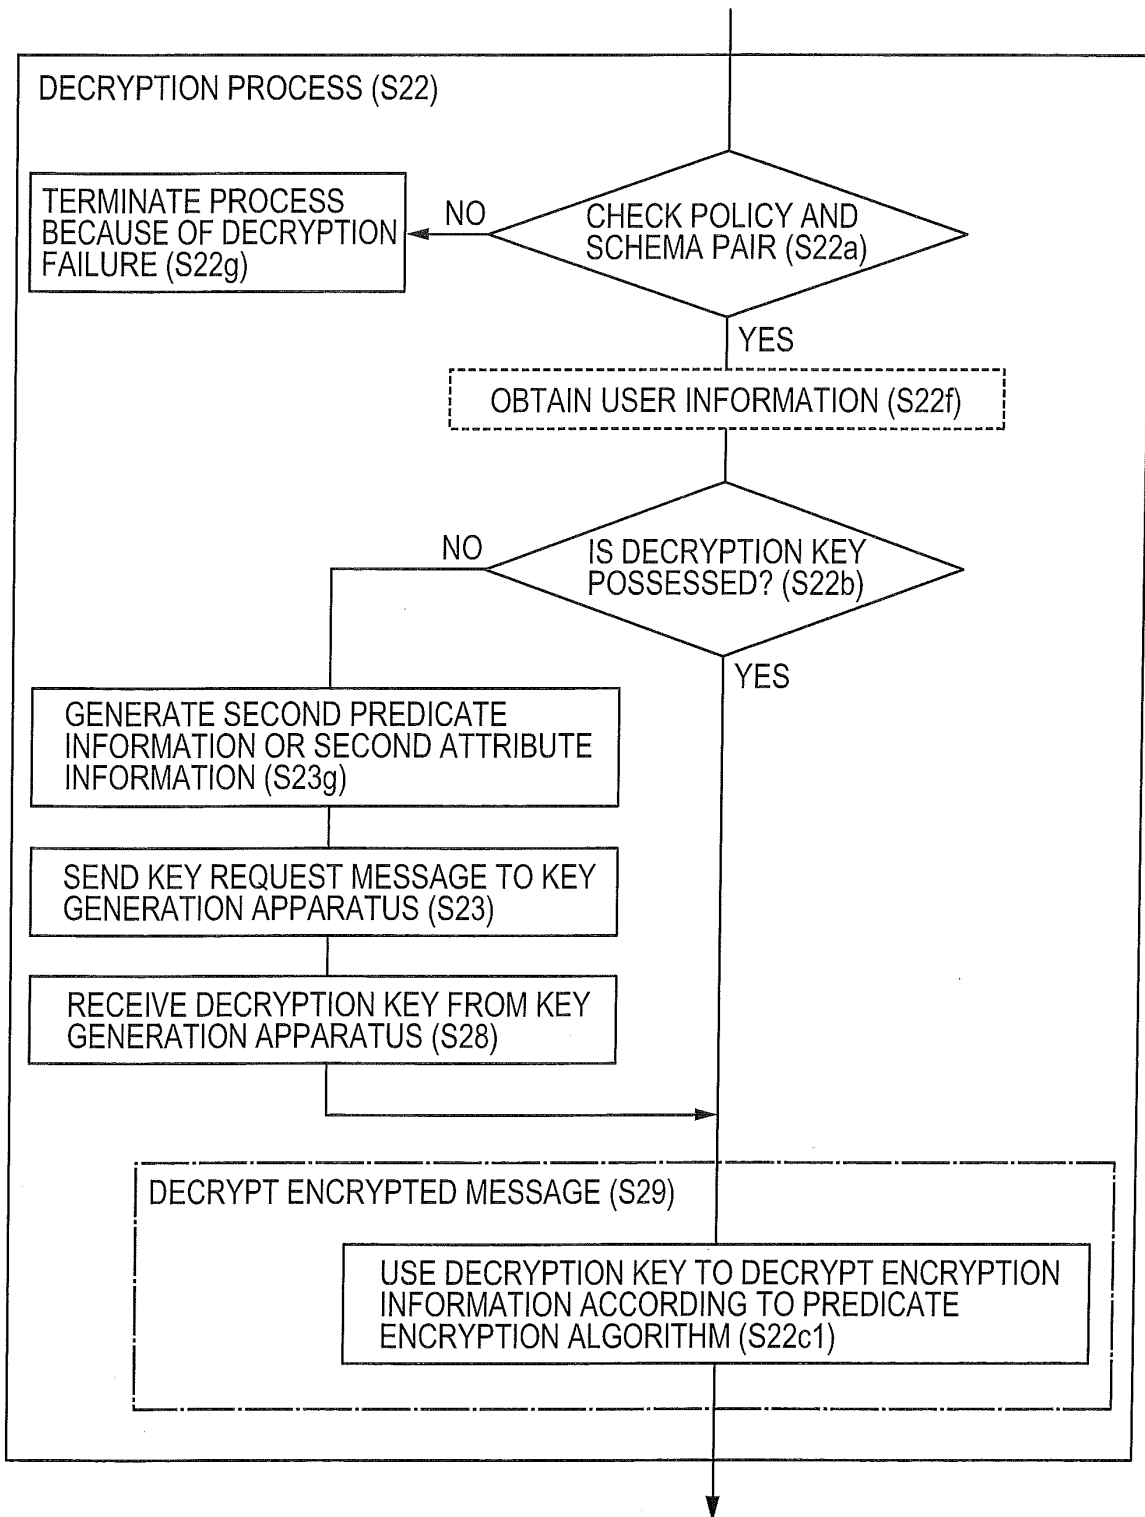 DECRYPTION PROCESS (S22)
TERMINATE PROCESS
BECAUSE OF DECRYPTION
FAILURE (S22g)
NO
CHECK POLICY AND
SCHEMA PAIR (S22a)
YES
OBTAIN USER INFORMATION (S22f)
NO
IS DECRYPTION KEY
POSSESSED? (S22b)
YES
GENERATE SECOND PREDICATE
INFORMATION OR SECOND ATTRIBUTE
INFORMATION (S23g)
SEND KEY REQUEST MESSAGE TO KEY
GENERATION APPARATUS (S23)
RECEIVE DECRYPTION KEY FROM KEY
GENERATION APPARATUS (S28)
DECRYPT ENCRYPTED MESSAGE (S29)
USE DECRYPTION KEY TO DECRYPT ENCRYPTION
INFORMATION ACCORDING TO PREDICATE
ENCRYPTION ALGORITHM (S22c1)